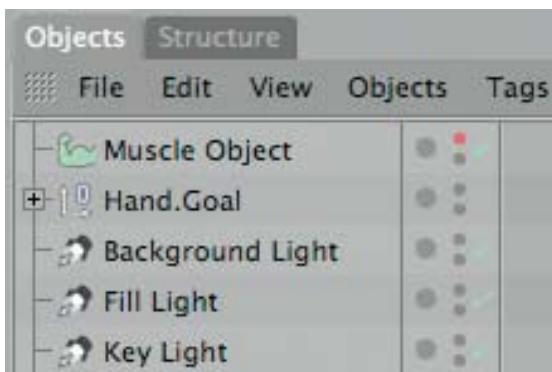 Objects Structure
File Edit View Objects Tags
Muscle Object
Hand.Goal
Background Light
Fill Light
Key Light